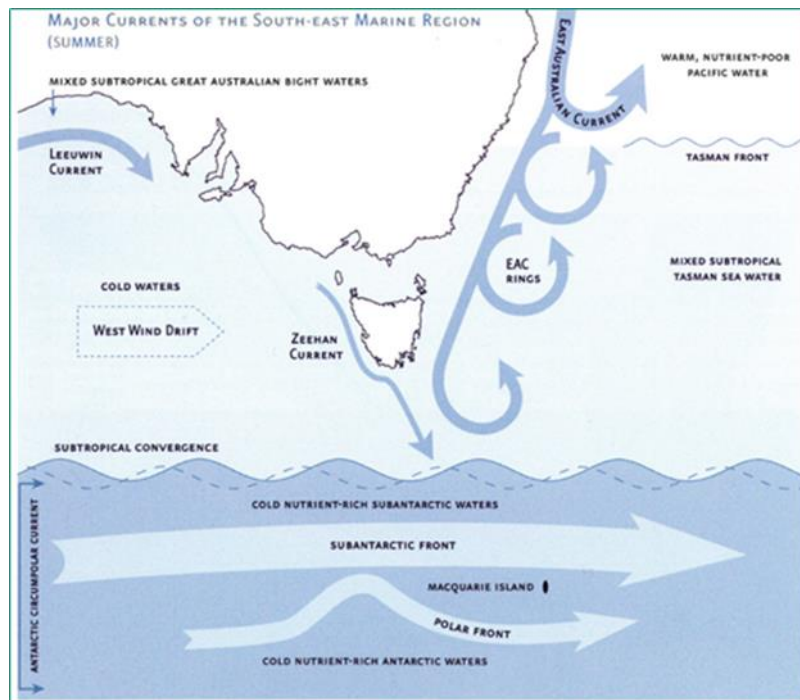 MAJOR CURRENTS OF THE SOUTH-EAST MARINE REGION
(SUMMER)
MIXED SUBTROPICAL GREAT AUSTRALIAN BIGHT WATERS
WARM, NUTRIENT-POOR
PACIFIC WATER
EAST AUSTRALIAN CURRENT
LEEUWIN
CURRENT
TASMAN FRONT
EAC
RINGS
MIXED SUBTROPICAL
TASMAN SEA WATER
COLD WATERS
WEST WIND DRIFT
ZEEHAN
CURRENT
SUBTROPICAL CONVERGENCE
ANTARCTIC CIRCUMPOLAR CURRENT
COLD NUTRIENT-RICH SUBANTARCTIC WATERS
SUBANTARCTIC FRONT
MACQUARIE ISLAND
POLAR FRONT
COLD NUTRIENT-RICH ANTARCTIC WATERS